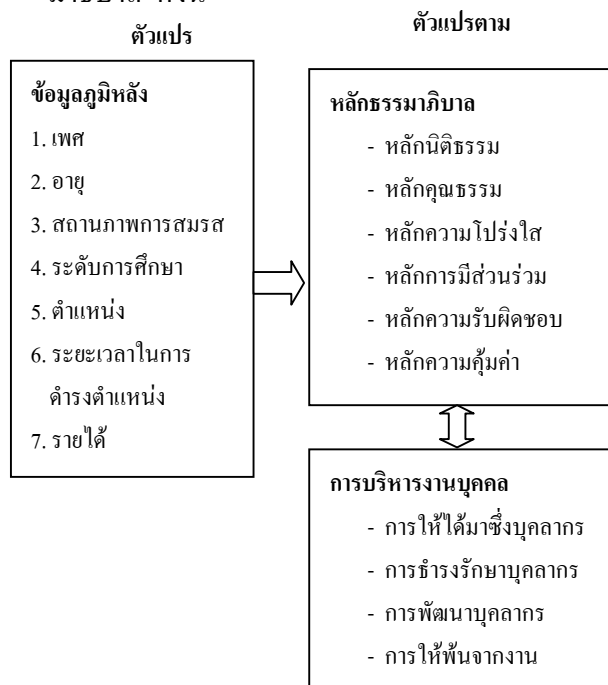 ตัวแปร
ข้อมูลภูมิหลัง
1. เพศ
2. อายุ
3. สถานภาพการสมรส
4. ระดับการศึกษา
5. ตำแหน่ง
6. ระยะเวลาในการ
ดำรงตำแหน่ง
7. รายได้
ตัวแปรตาม
หลักธรรมาภิบาล
- หลักนิติธรรม
- หลักคุณธรรม
- หลักความโปร่งใส
- หลักการมีส่วนร่วม
- หลักความรับผิดชอบ
- หลักความคุ้มค่า
การบริหารงานบุคคล
- การให้ได้มาซึ่งบุคลากร
- การธำรงรักษาบุคลากร
- การพัฒนาบุคลากร
- การให้พ้นจากงาน